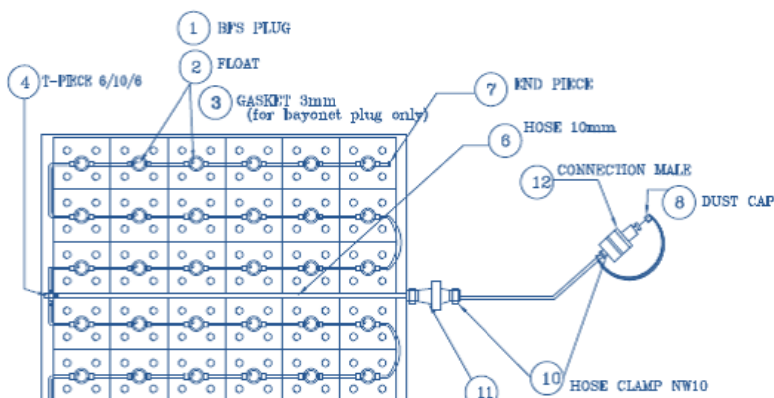 1 BFS PLUG
2 FLOAT
4 T-PIECE 6/10/6
3 GASKET 3mm
(for bayonet plug only)
7 END PIECE
6 HOSE 10mm
12 CONNECTION MALE
8 DUST CAP
11
10 HOSE CLAMP NW10